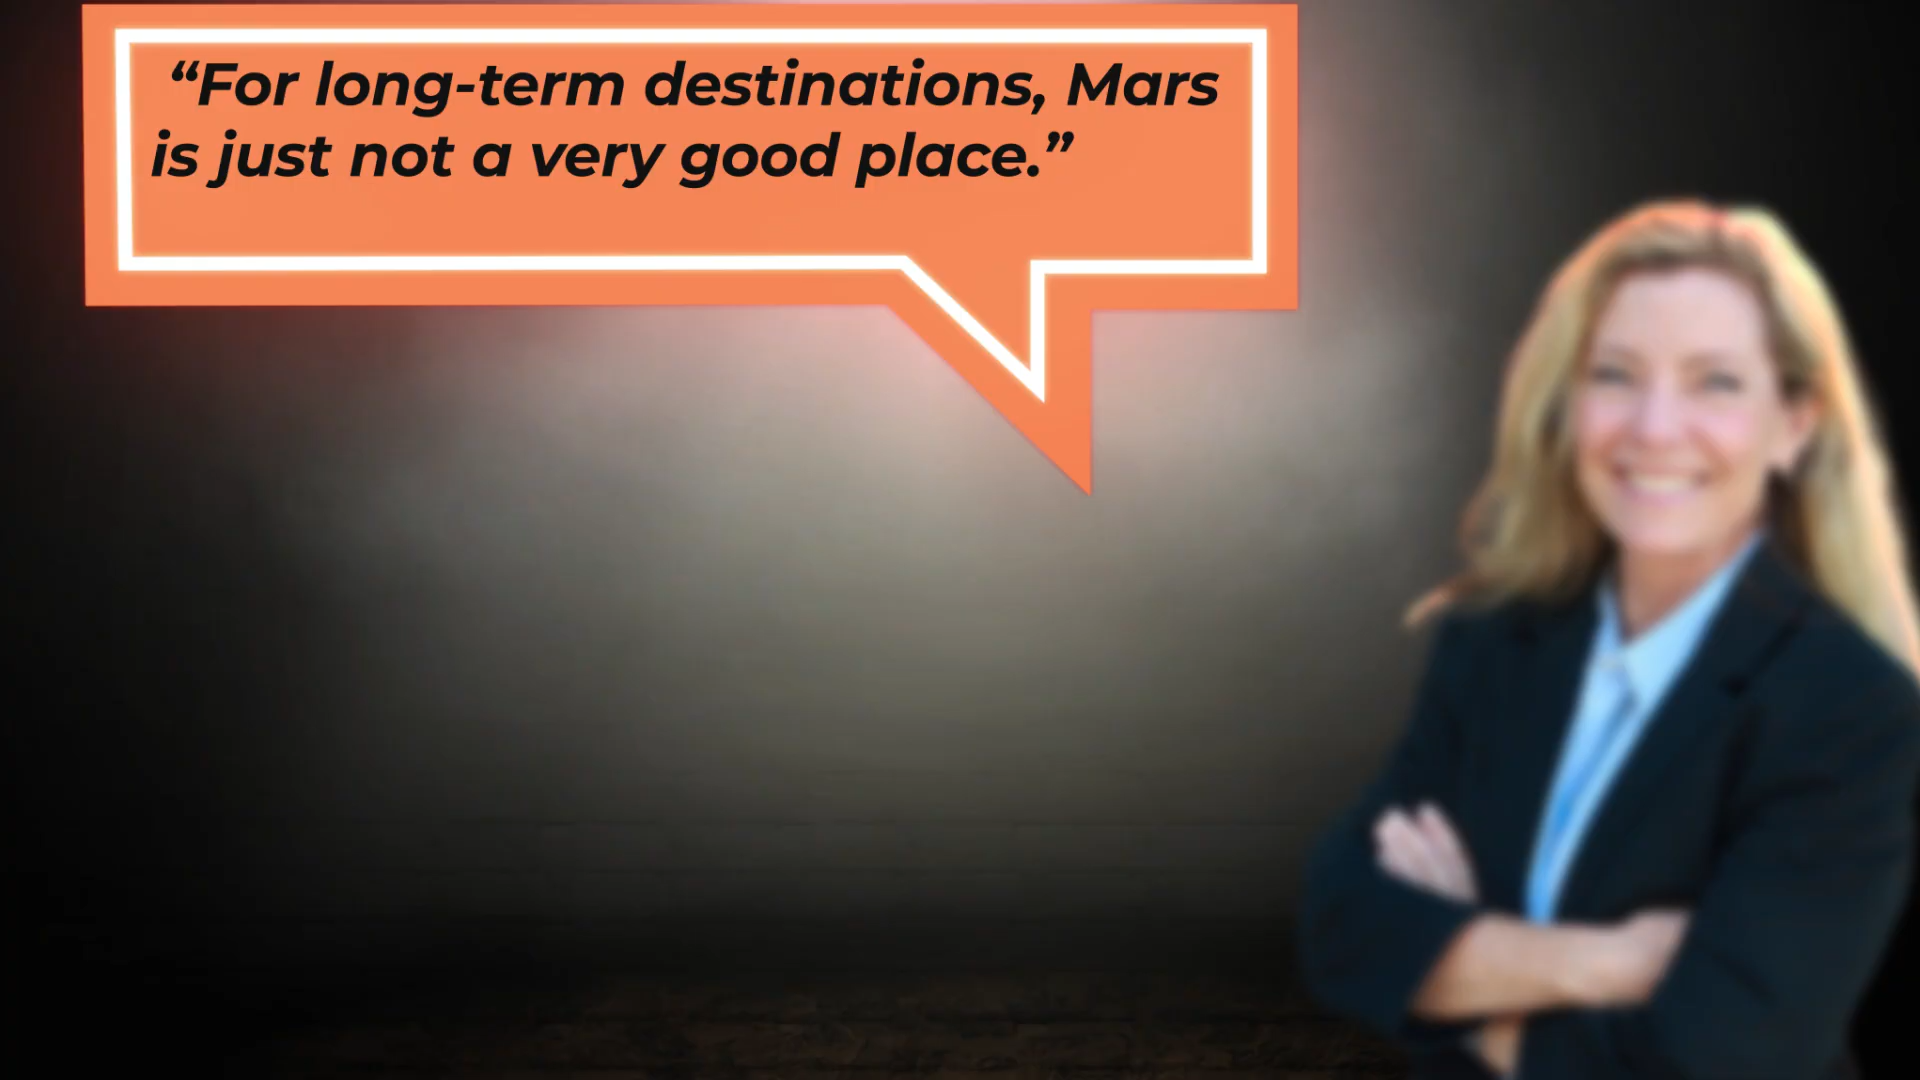 “For long-term destinations, Mars
is just not a very good place.”